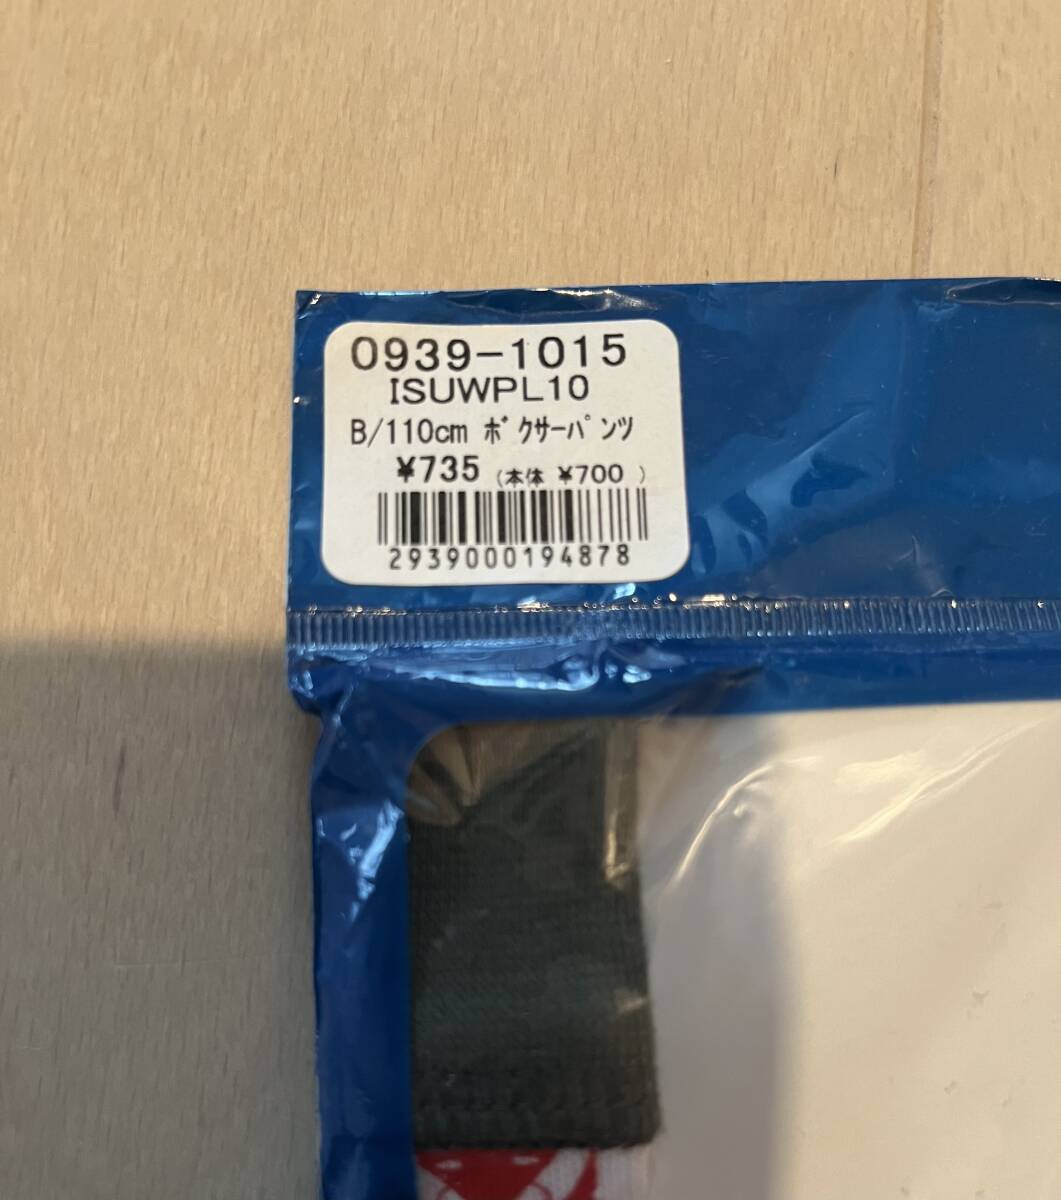 0939-1015
ISUWPL10
B/110cm ﾎﾞｸｻｰﾊﾟﾝﾂ
¥735 (本体 ¥700 )
2939000194878